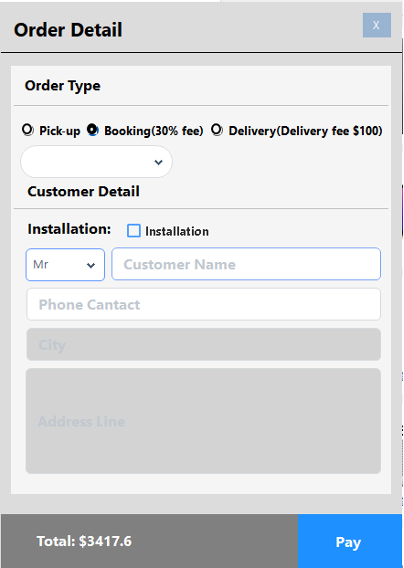 Order Detail
X
Order Type
Pick-up Booking(30% fee) Delivery(Delivery fee $100)
Customer Detail
Installation: Installation
Mr Customer Name
Phone Cantact
City
Address Line
Total: $3417.6 Pay